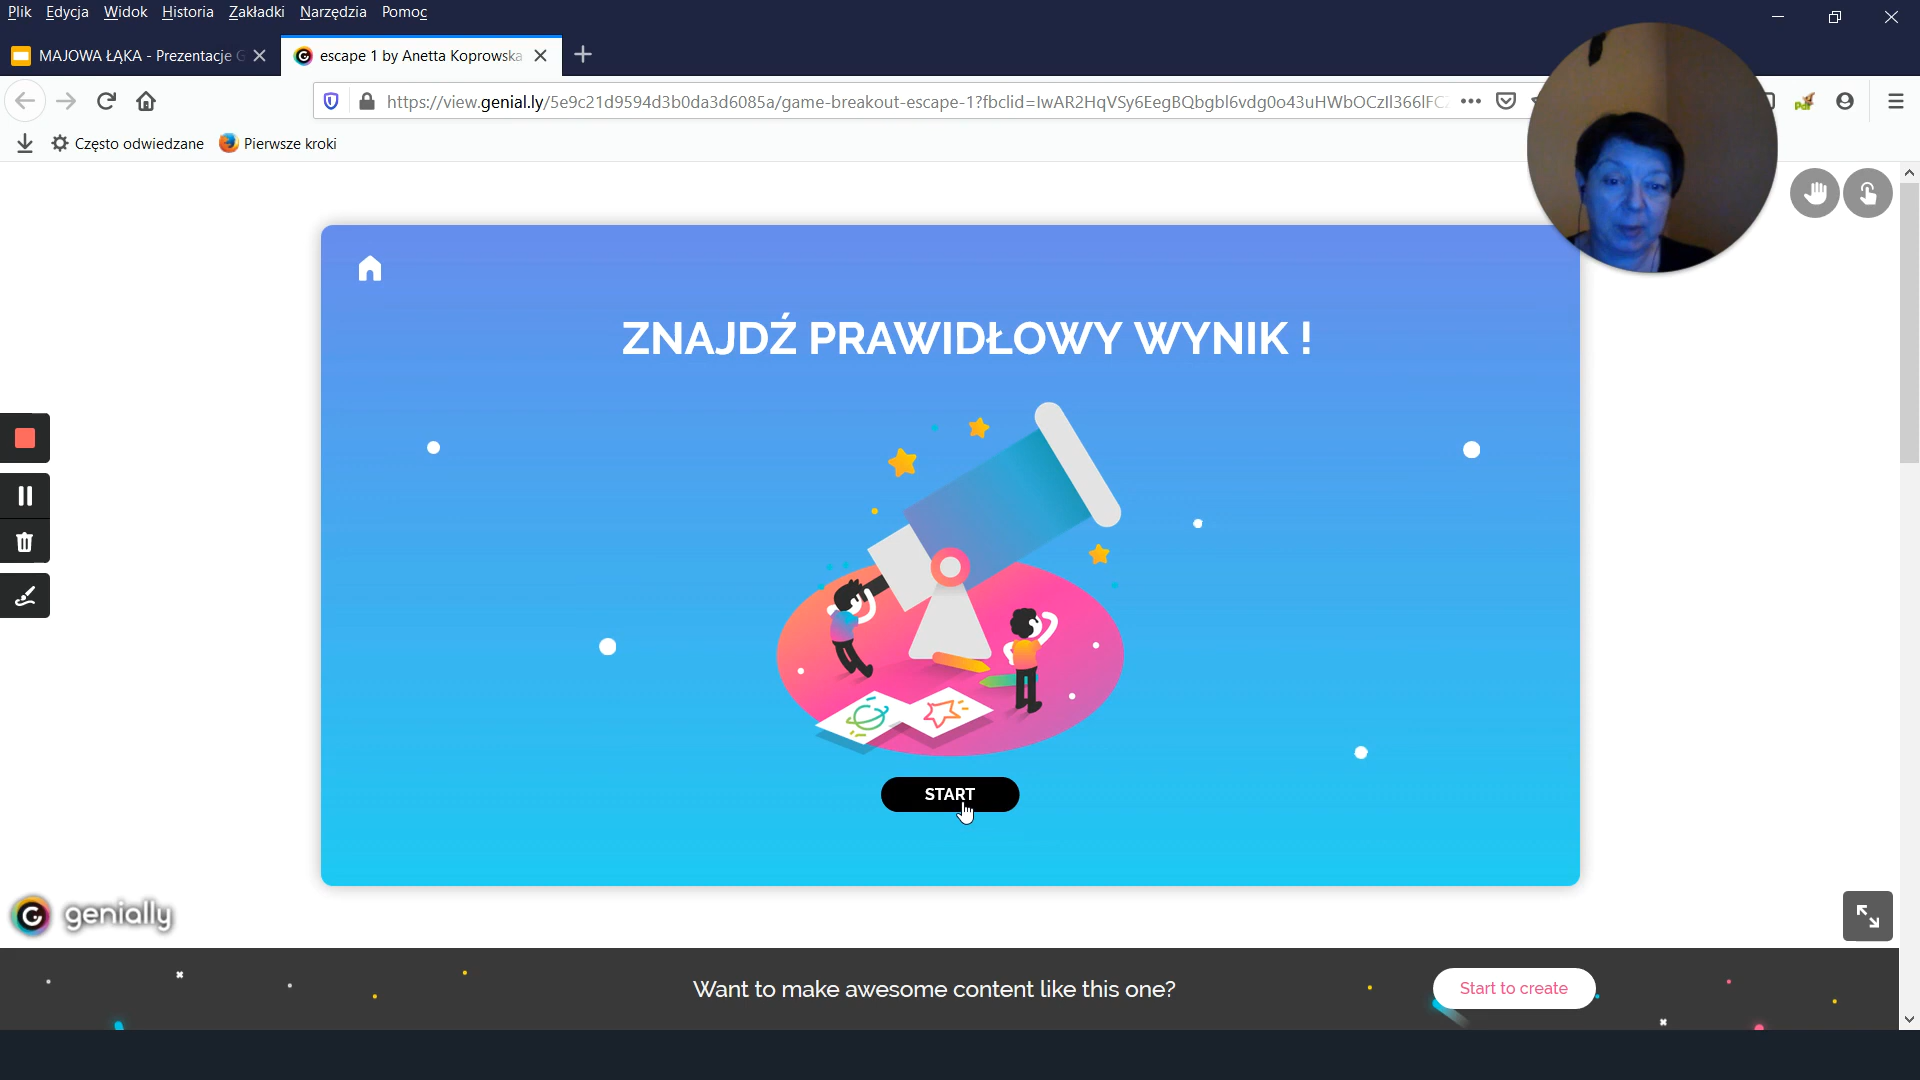 Plik Edycja Widok Historia Zakładki Narzędzia Pomoc
MAJOWA ŁĄKA - Prezentacje G
escape 1 by Anetta Koprowska
https://view.genial.ly/5e9c21d9594d3b0da3d6085a/game-breakout-escape-1?fbclid=IwAR2HqVSy6EegBQbgbl6vdg0o43uHWbOCzIl366lFC
Często odwiedzane Pierwsze kroki
ZNAJDŹ PRAWIDŁOWY WYNIK !
START
genially
Want to make awesome content like this one?
Start to create